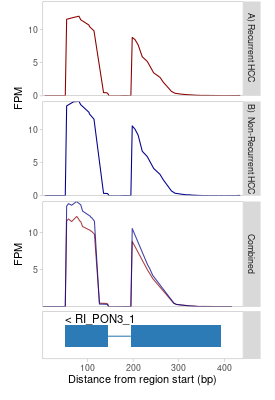 A) Recurrent HCC
10
5
0
FPM
B) Non-Recurrent HCC
10
5
0
Combined
10
5
FPM
< RI_PON3_1
0
100
200
300
400
Distance from region start (bp)